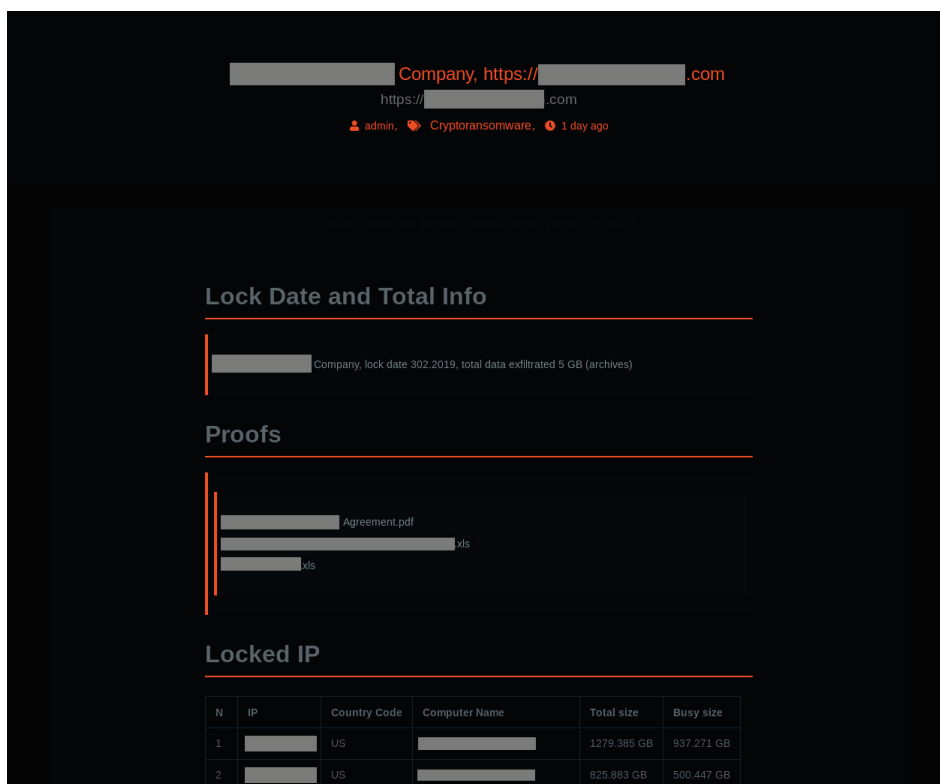 Company, https:// .com
https:// .com
admin, Cryptoransomware, 1 day ago
Lock Date and Total Info
Company, lock date 302.2019, total data exfiltrated 5 GB (archives)
Proofs
Agreement.pdf
.xls
.xls
Locked IP
N IP Country Code Computer Name Total size Busy size
1 US 1279.385 GB 937.271 GB
2 US 825.883 GB 500.447 GB